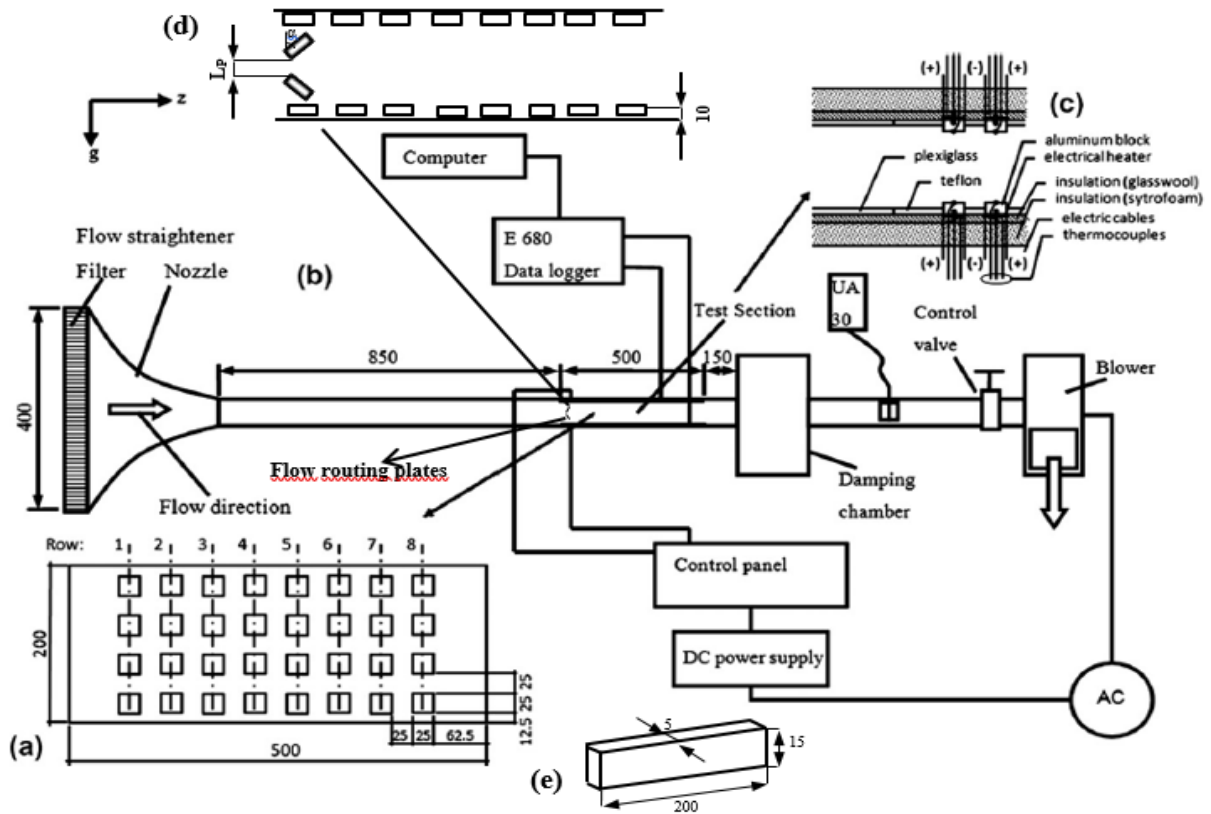 (d)
α
LP
10
z
g
(+) (-) (+)
(c)
aluminum block
plexiglass
electrical heater
teflon
insulation (glasswool)
insulation (sytrofoam)
electric cables
thermocouples
(+) (-) (+)
Computer
E 680
Data logger
Flow straightener
Filter Nozzle
(b)
Test Section
UA
30
Control
valve
Blower
850
500
150
400
Flow routing plates
Flow direction
Damping
chamber
Row: 1 2 3 4 5 6 7 8
200
25
25
12.5
25 25 62.5
500
(a)
Control panel
DC power supply
AC
5
15
200
(e)